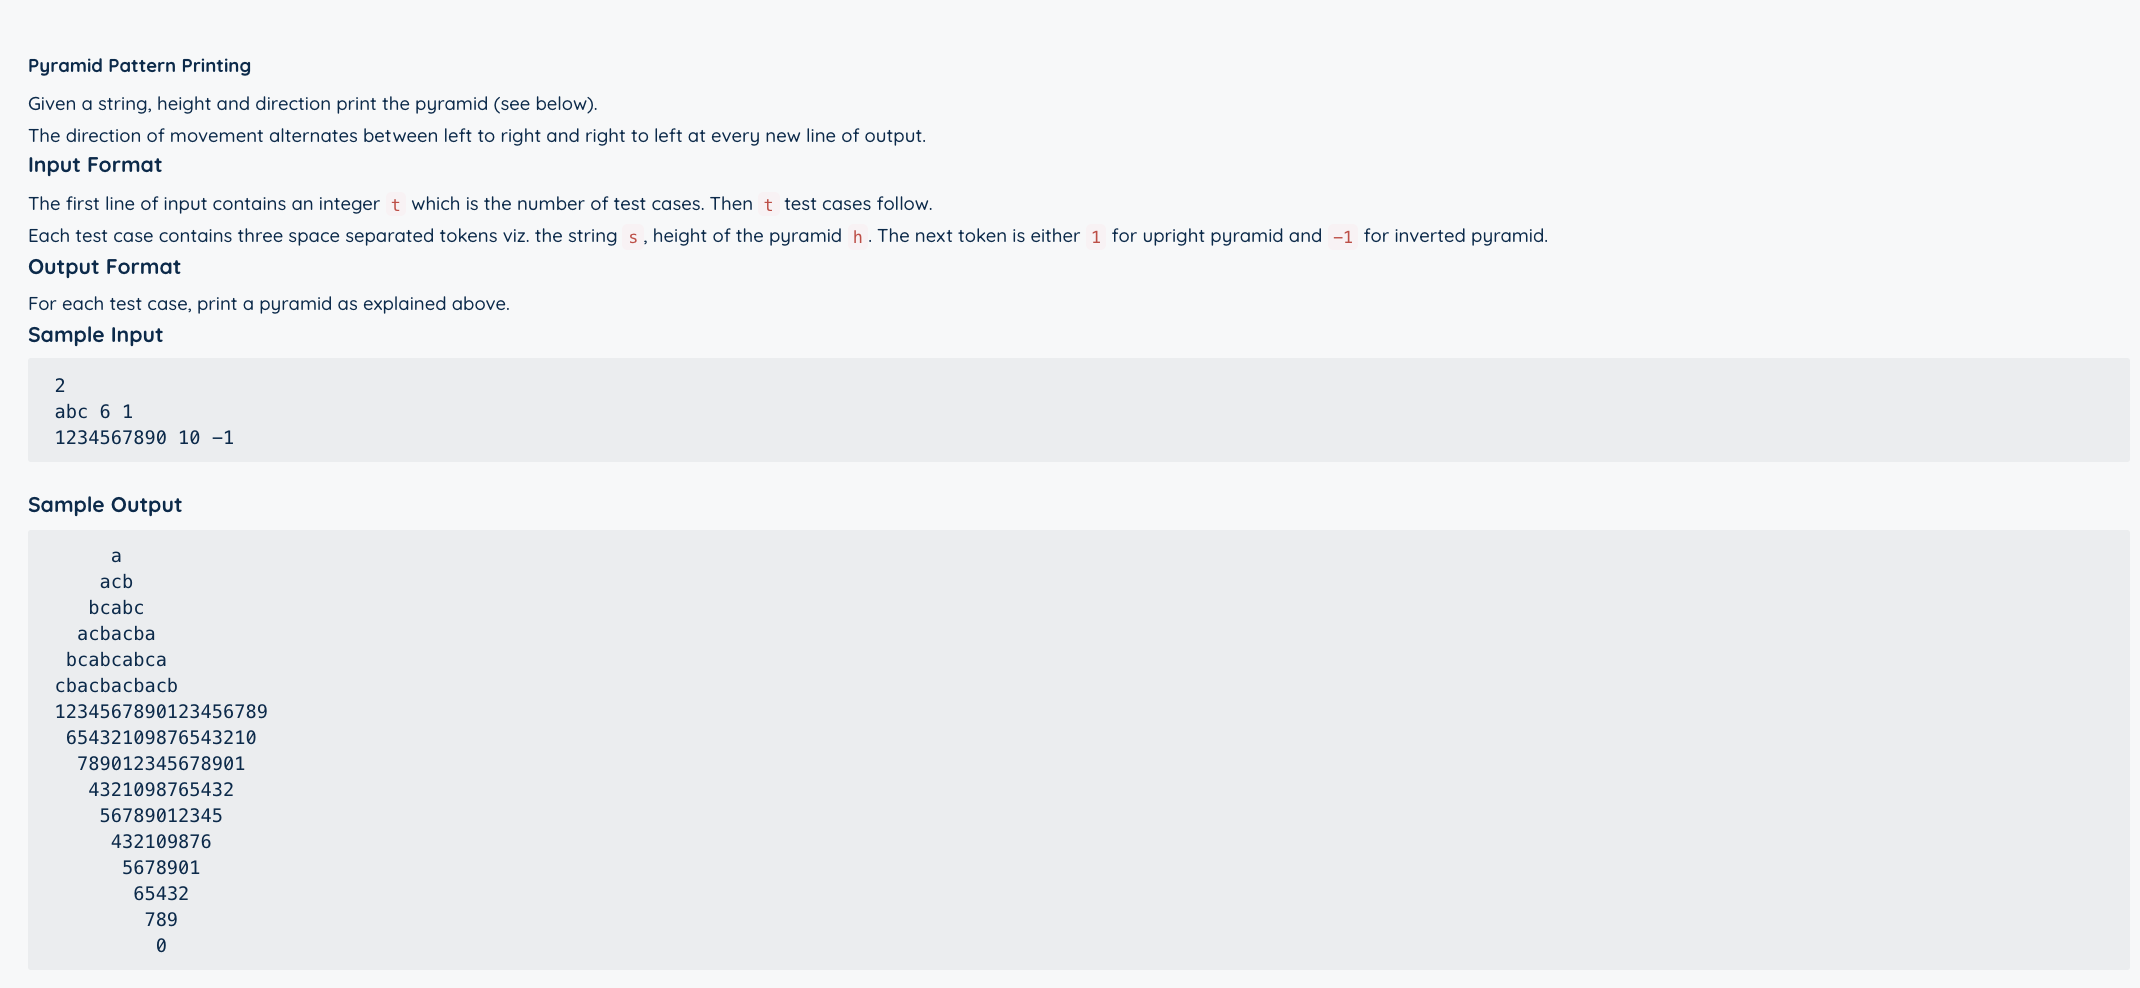 Pyramid Pattern Printing
Given a string, height and direction print the pyramid (see below).
The direction of movement alternates between left to right and right to left at every new line of output.
Input Format
The first line of input contains an integer t which is the number of test cases. Then t test cases follow.
Each test case contains three space separated tokens viz. the string s, height of the pyramid h. The next token is either 1 for upright pyramid and -1 for inverted pyramid.
Output Format
For each test case, print a pyramid as explained above.
Sample Input
2
abc 6 1
1234567890 10 -1
Sample Output
     a
    acb
   bcabc
  acbacba
 bcabcabca
cbacbacbacb
1234567890123456789
 65432109876543210
  789012345678901
   4321098765432
    56789012345
     432109876
      5678901
       65432
        789
         0